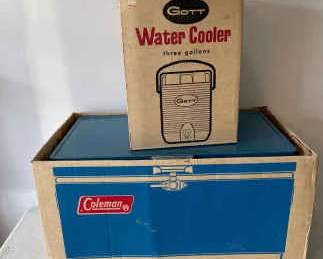 GOTT
Water Cooler
three gallons
GOTT
Coleman